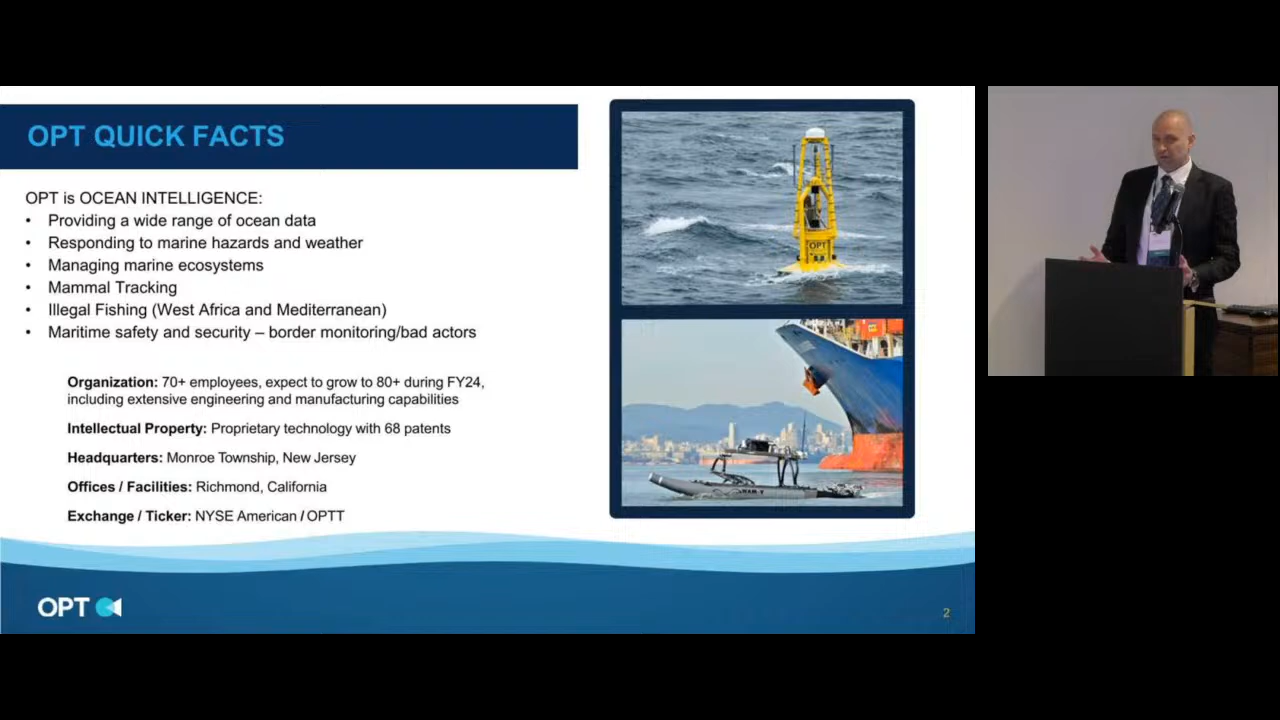 OPT QUICK FACTS
OPT is OCEAN INTELLIGENCE:
• Providing a wide range of ocean data
• Responding to marine hazards and weather
• Managing marine ecosystems
• Mammal Tracking
• Illegal Fishing (West Africa and Mediterranean)
• Maritime safety and security – border monitoring/bad actors
Organization: 70+ employees, expect to grow to 80+ during FY24,
including extensive engineering and manufacturing capabilities
Intellectual Property: Proprietary technology with 68 patents
Headquarters: Monroe Township, New Jersey
Offices / Facilities: Richmond, California
Exchange / Ticker: NYSE American / OPTT
OPT
OPT
2